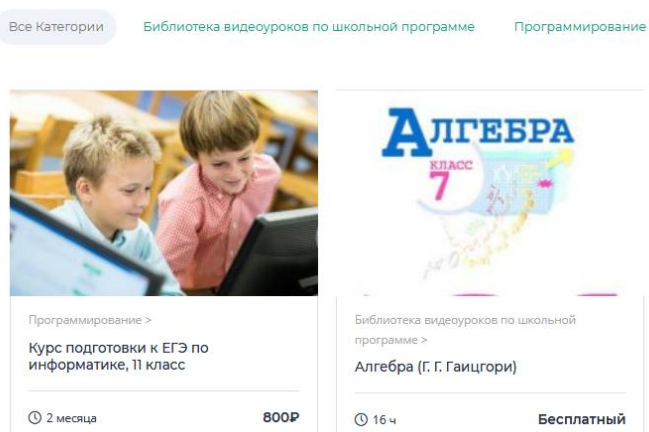 Все Категории
Библиотека видеоуроков по школьной программе
Программирование
АЛГЕБРА
КЛАСС
7
Программирование >
Курс подготовки к ЕГЭ по
информатике, 11 класс
2 месяца
800₽
Библиотека видеоуроков по школьной
программе >
Алгебра (Г. Г. Гаицгори)
16 ч
Бесплатный